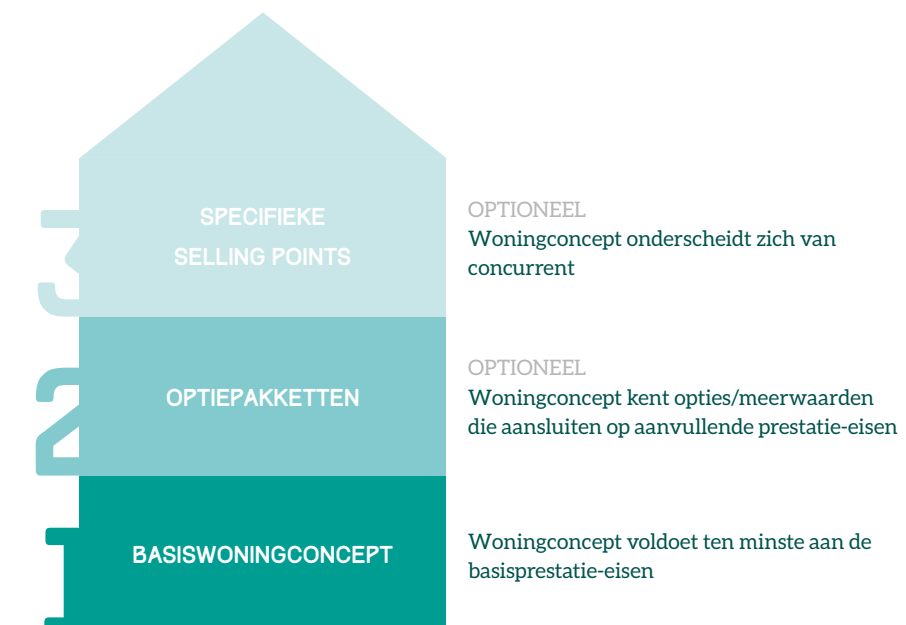 3
SPECIFIEKE
SELLING POINTS
OPTIONEEL
Woningconcept onderscheidt zich van
concurrent
2
OPTIEPAKKETTEN
OPTIONEEL
Woningconcept kent opties/meerwaarden
die aansluiten op aanvullende prestatie-eisen
1
BASISWONINGCONCEPT
Woningconcept voldoet ten minste aan de
basisprestatie-eisen